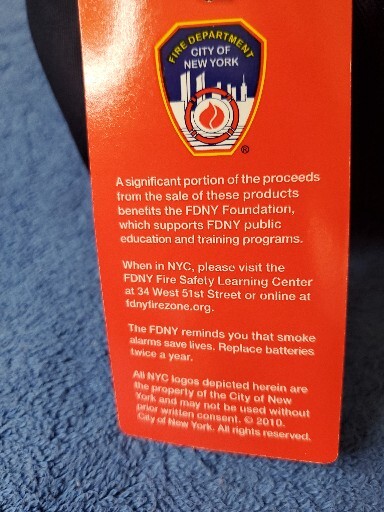 FIRE DEPARTMENT
CITY OF
NEW YORK
®
A significant portion of the proceeds
from the sale of these products
benefits the FDNY Foundation,
which supports FDNY public
education and training programs.
When in NYC, please visit the
FDNY Fire Safety Learning Center
at 34 West 51st Street or online at
fdnyfirezone.org.
The FDNY reminds you that smoke
alarms save lives. Replace batteries
twice a year.
All NYC logos depicted herein are
the property of the City of New
York and may not be used without
prior written consent. © 2010.
City of New York. All rights reserved.